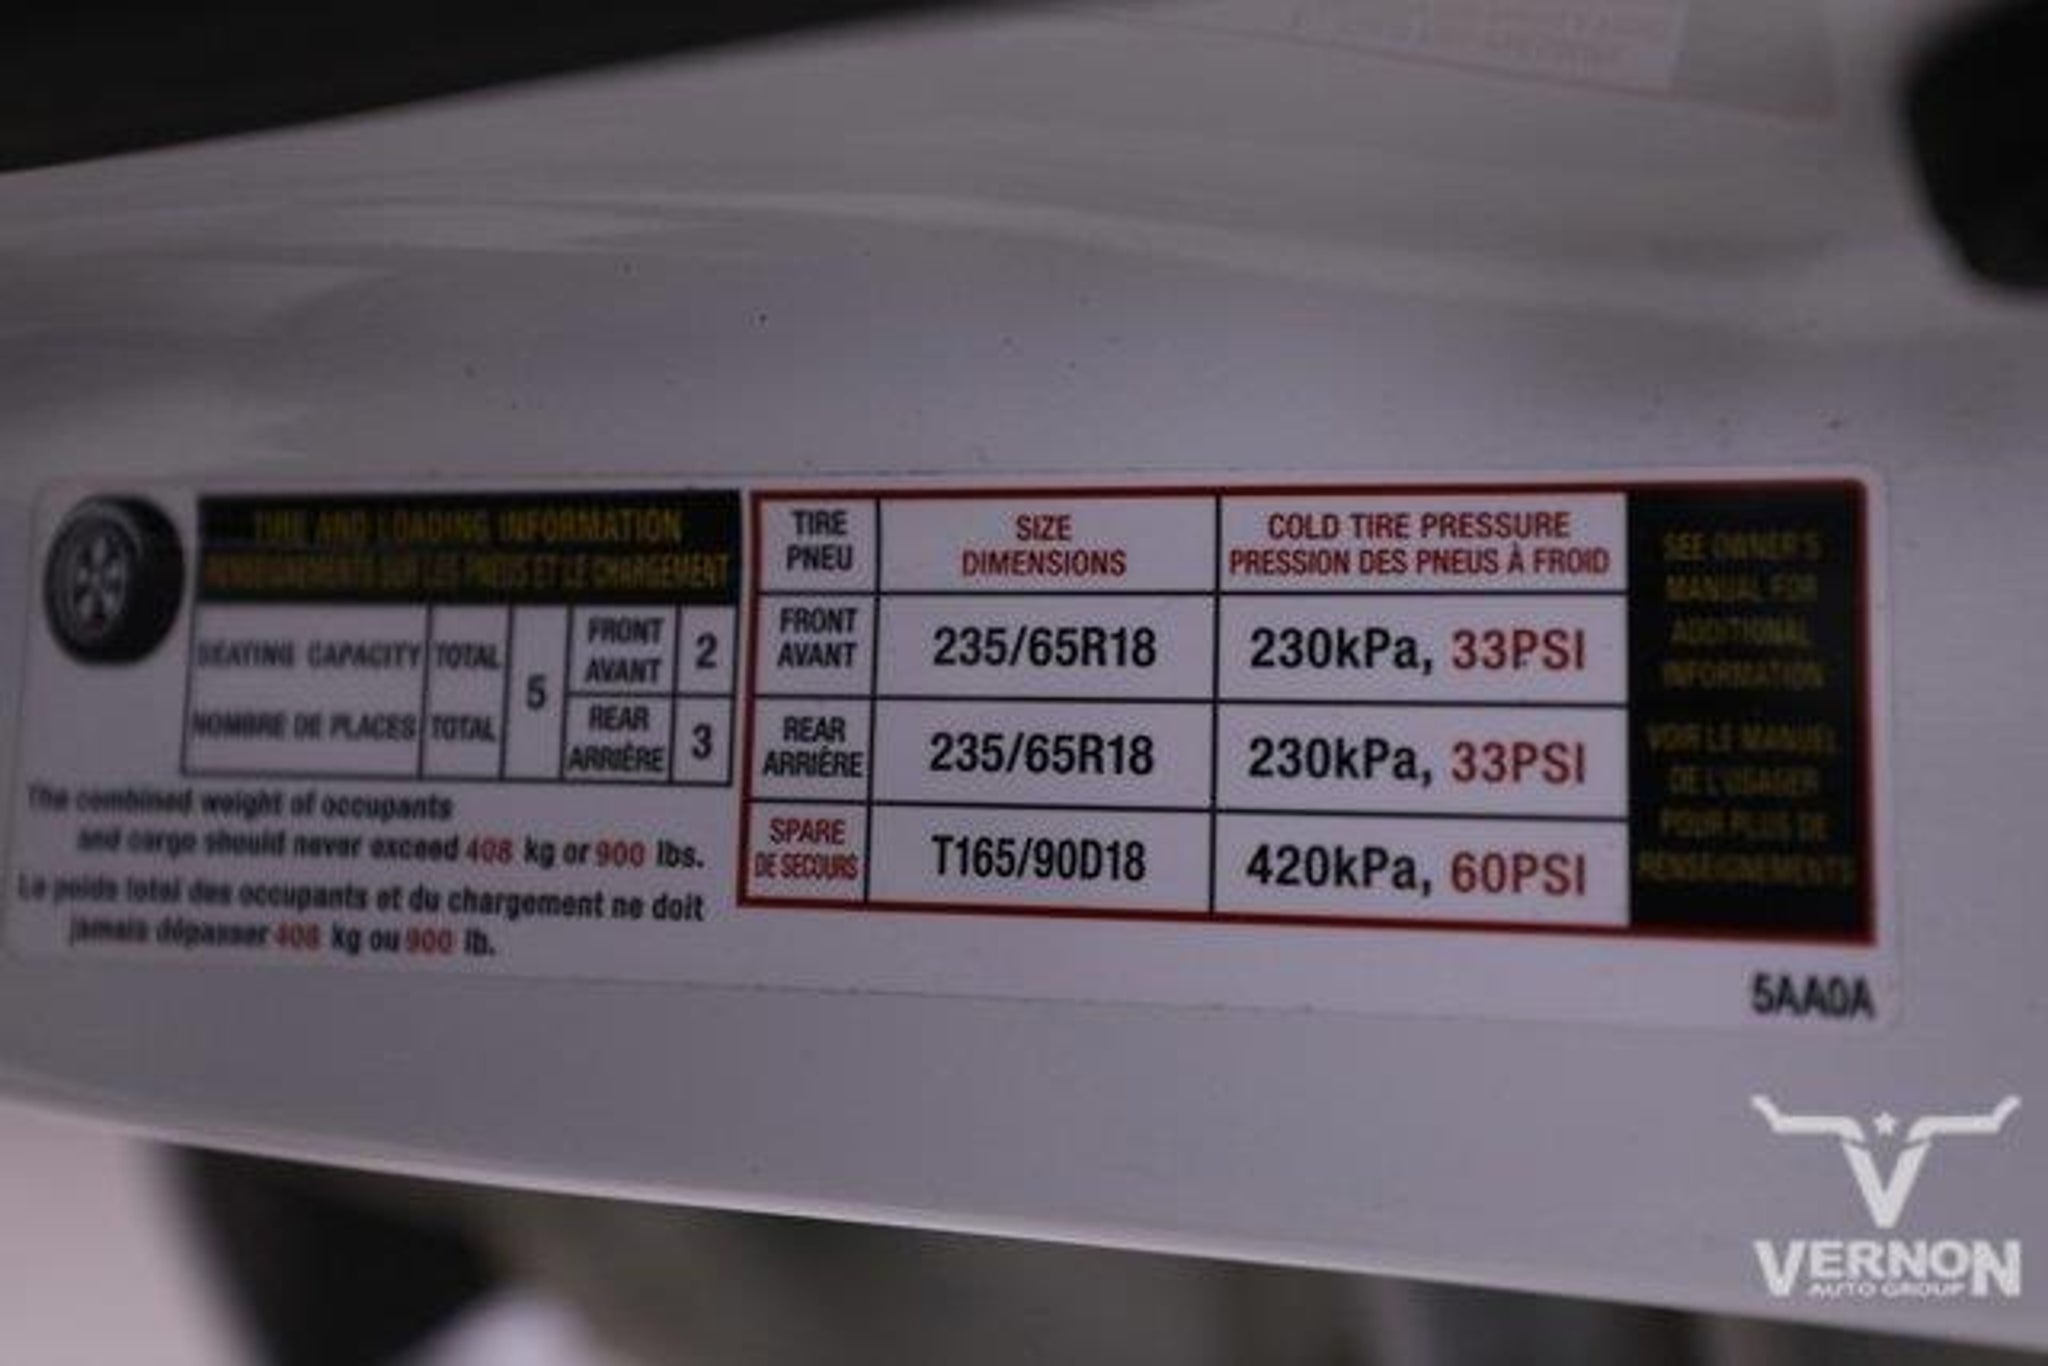 TIRE AND LOADING INFORMATION
RENSEIGNEMENTS SUR LES PNEUS ET LE CHARGEMENT
SEATING CAPACITY TOTAL 5 FRONT AVANT 2
NOMBRE DE PLACES TOTAL REAR ARRIÈRE 3
The combined weight of occupants
and cargo should never exceed 408 kg or 900 lbs.
Le poids total des occupants et du chargement ne doit
jamais dépasser 408 kg ou 900 lb.
TIRE PNEU SIZE DIMENSIONS COLD TIRE PRESSURE PRESSION DES PNEUS À FROID
FRONT AVANT 235/65R18 230kPa, 33PSI
REAR ARRIÈRE 235/65R18 230kPa, 33PSI
SPARE DE SECOURS T165/90D18 420kPa, 60PSI
SEE OWNER'S
MANUAL FOR
ADDITIONAL
INFORMATION
VOIR LE MANUEL
DE L'USAGER
POUR PLUS DE
RENSEIGNEMENTS
5AA0A
VERNON
AUTO GROUP